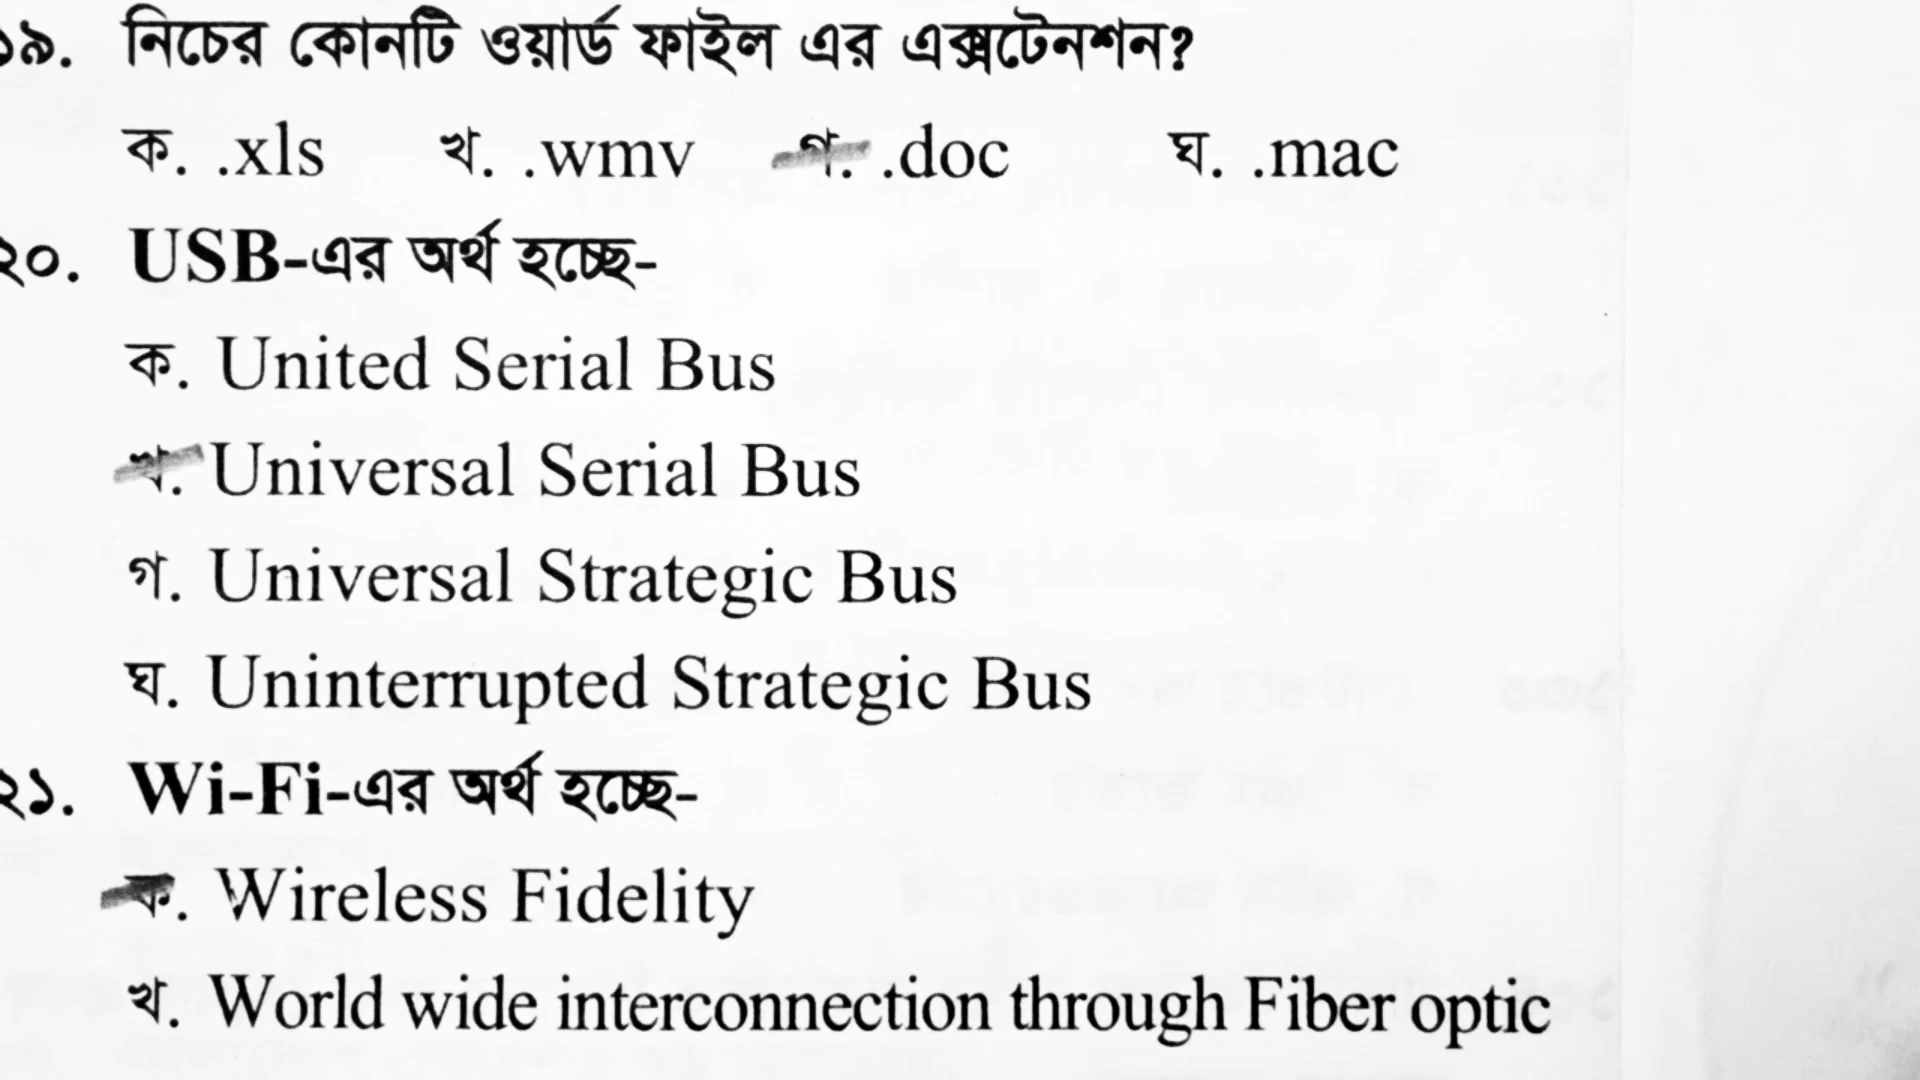 ১৯. নিচের কোনটি ওয়ার্ড ফাইল এর এক্সটেনশন?
ক. .xls খ. .wmv গ. .doc ঘ. .mac
২০. USB-এর অর্থ হচ্ছে-
ক. United Serial Bus
খ. Universal Serial Bus
গ. Universal Strategic Bus
ঘ. Uninterrupted Strategic Bus
২১. Wi-Fi-এর অর্থ হচ্ছে-
ক. Wireless Fidelity
খ. World wide interconnection through Fiber optic